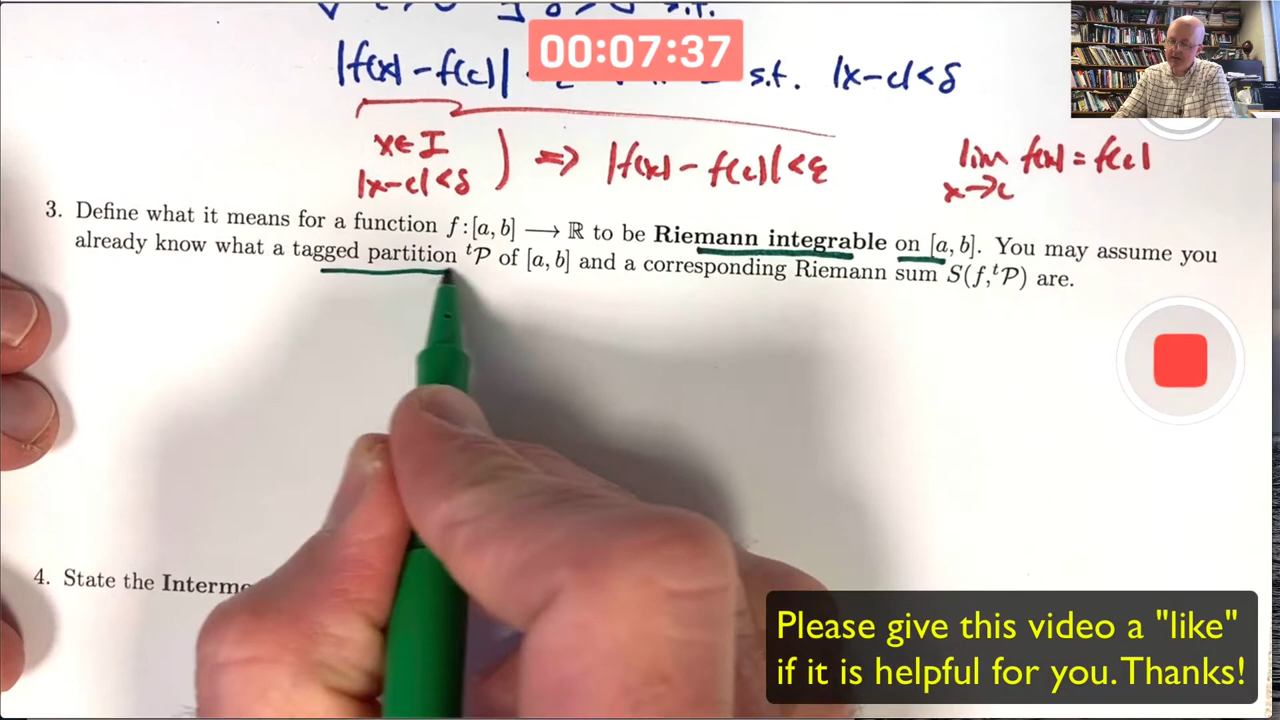 s.t.
00:07:37
|f(x) - f(c)| s.t. |x-c|<δ
x∈I
|x-c|<δ ) ⇒ |f(x) - f(c)|<ε
lim f(x) = f(c)
x→c
3. Define what it means for a function f:[a, b] ⟶ ℝ to be Riemann integrable on [a, b]. You may assume you
already know what a tagged partition ᵗP of [a, b] and a corresponding Riemann sum S(f,ᵗP) are.
4. State the Interme
Please give this video a "like"
if it is helpful for you. Thanks!